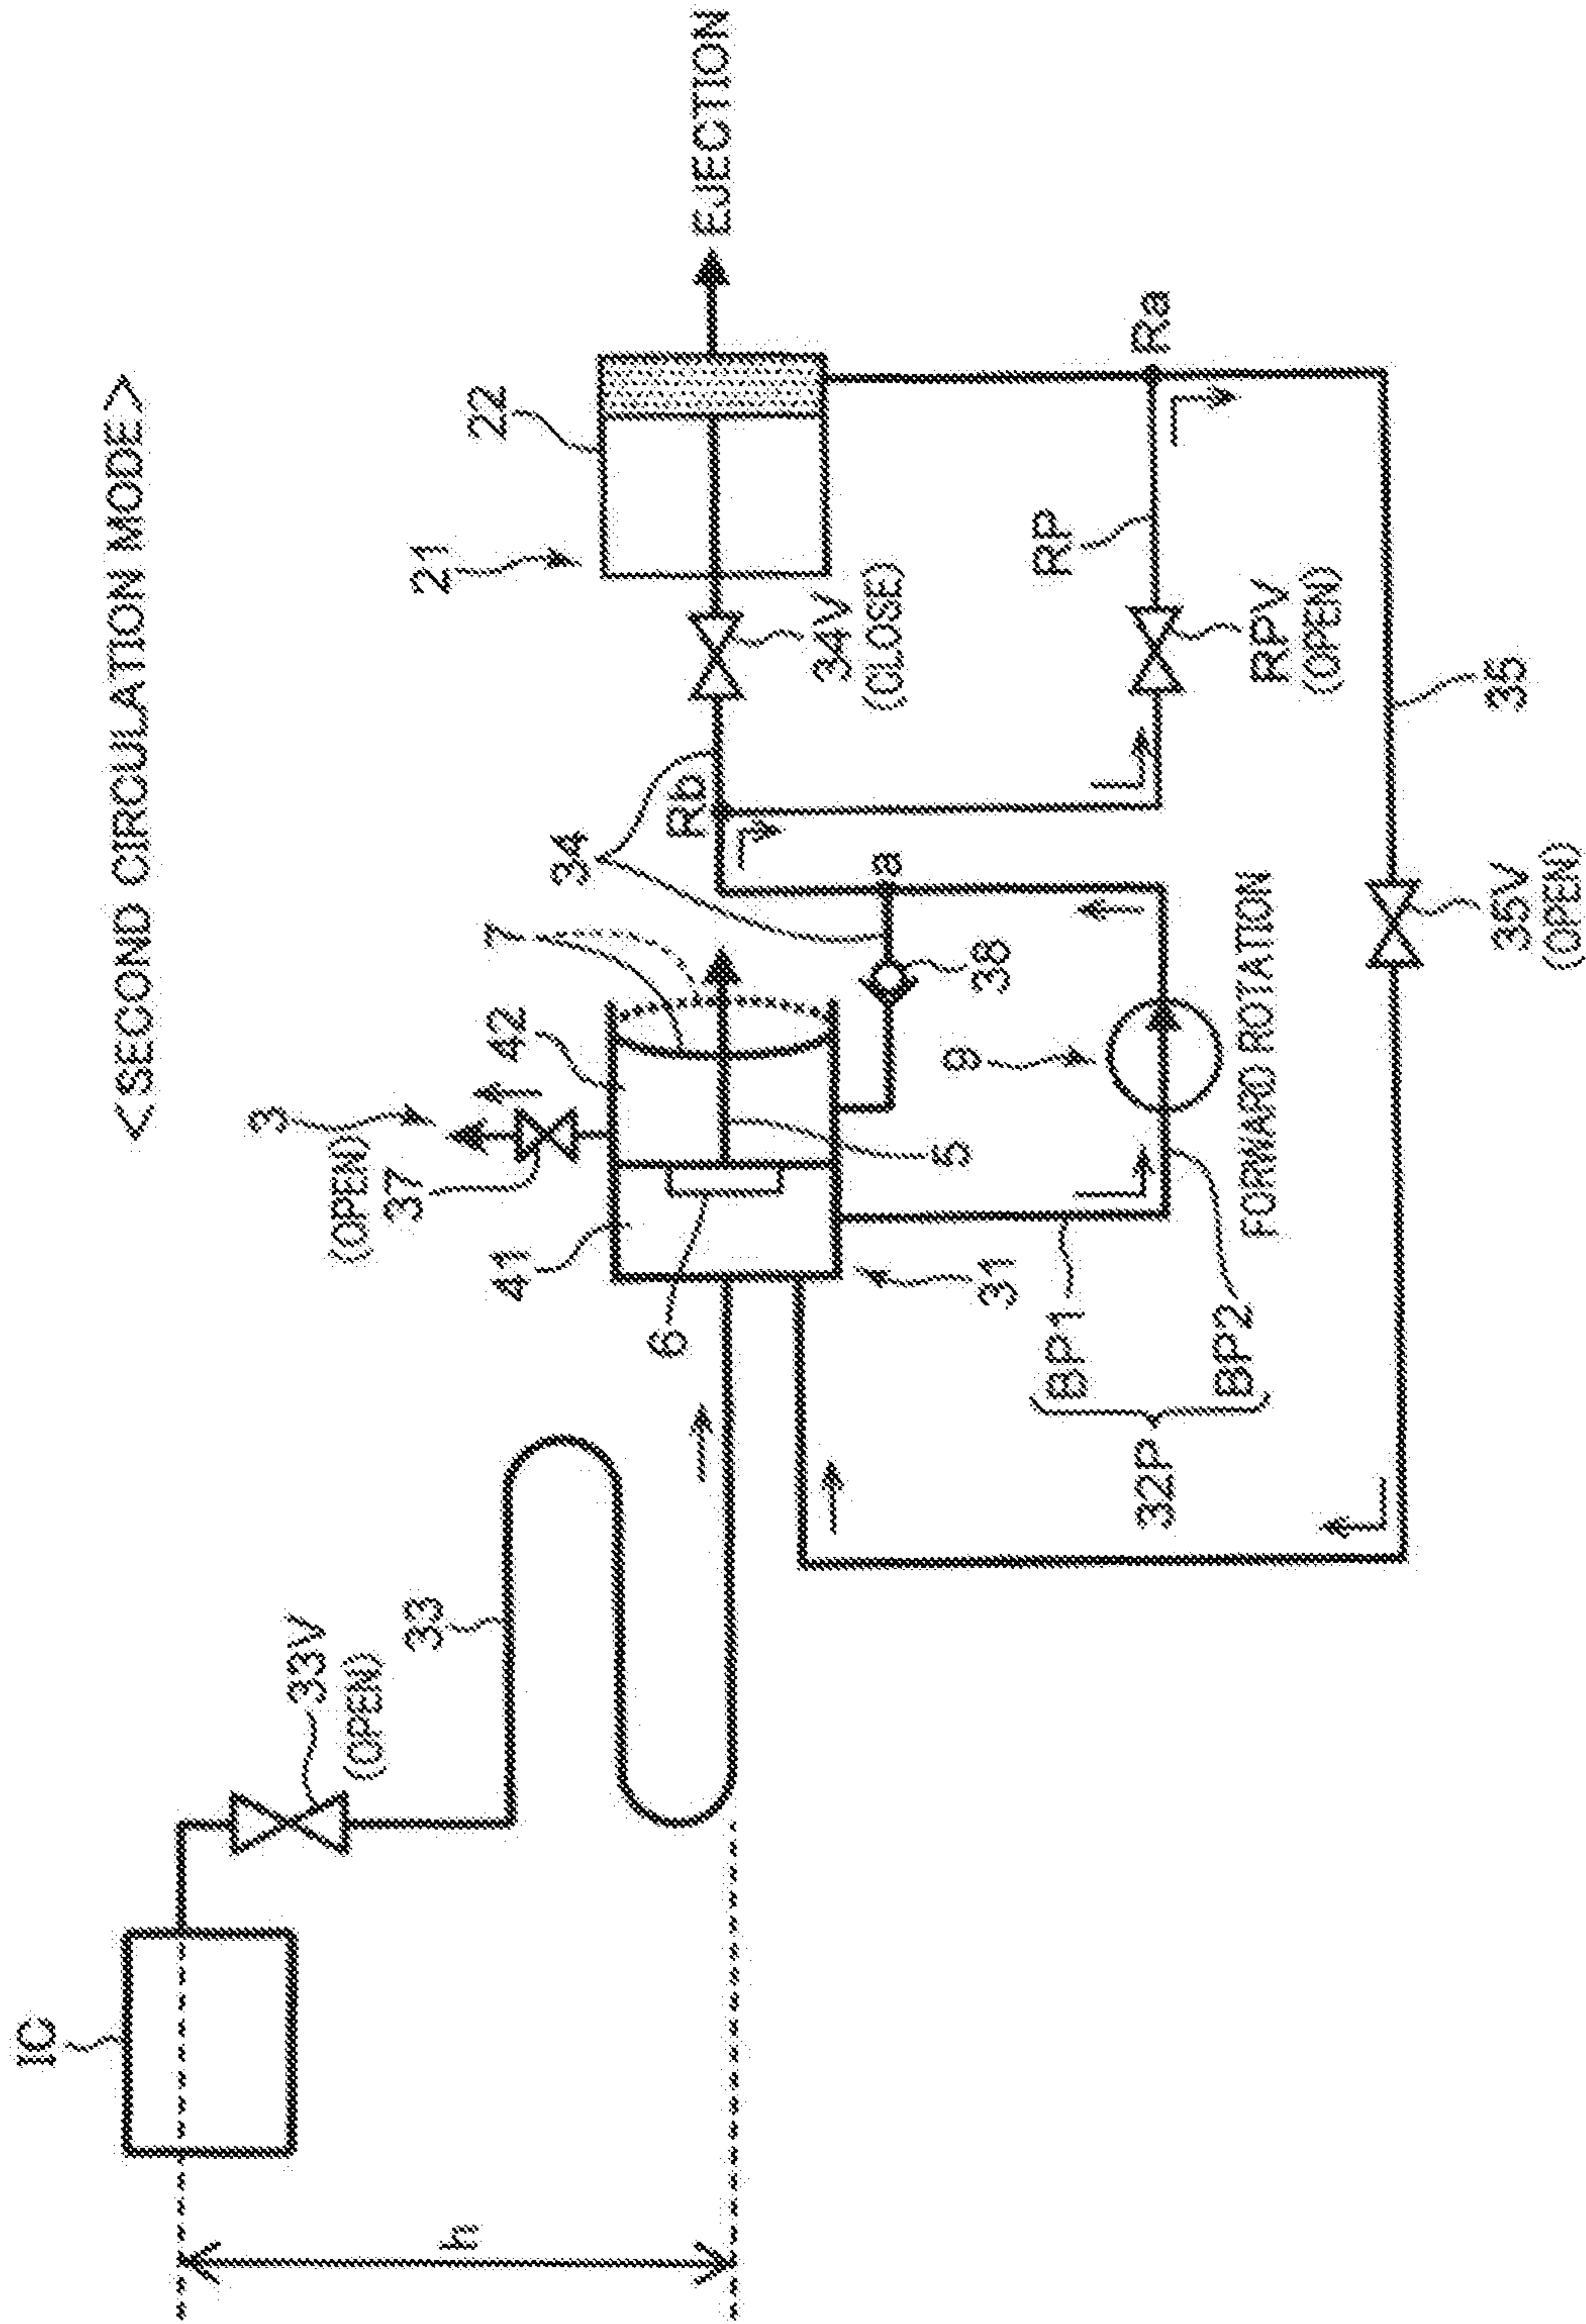 <SECOND CIRCULATION MODE>
IC
33V
(OPEN)
33
h
3
(OPEN)
37
41
42
7
6
5
31
34
Rb
a
38
9
FORWARD ROTATION
BP1
BP2
32P
21
22
EJECTION
34V
(CLOSE)
RP
RPV
(OPEN)
Ra
35
35V
(OPEN)